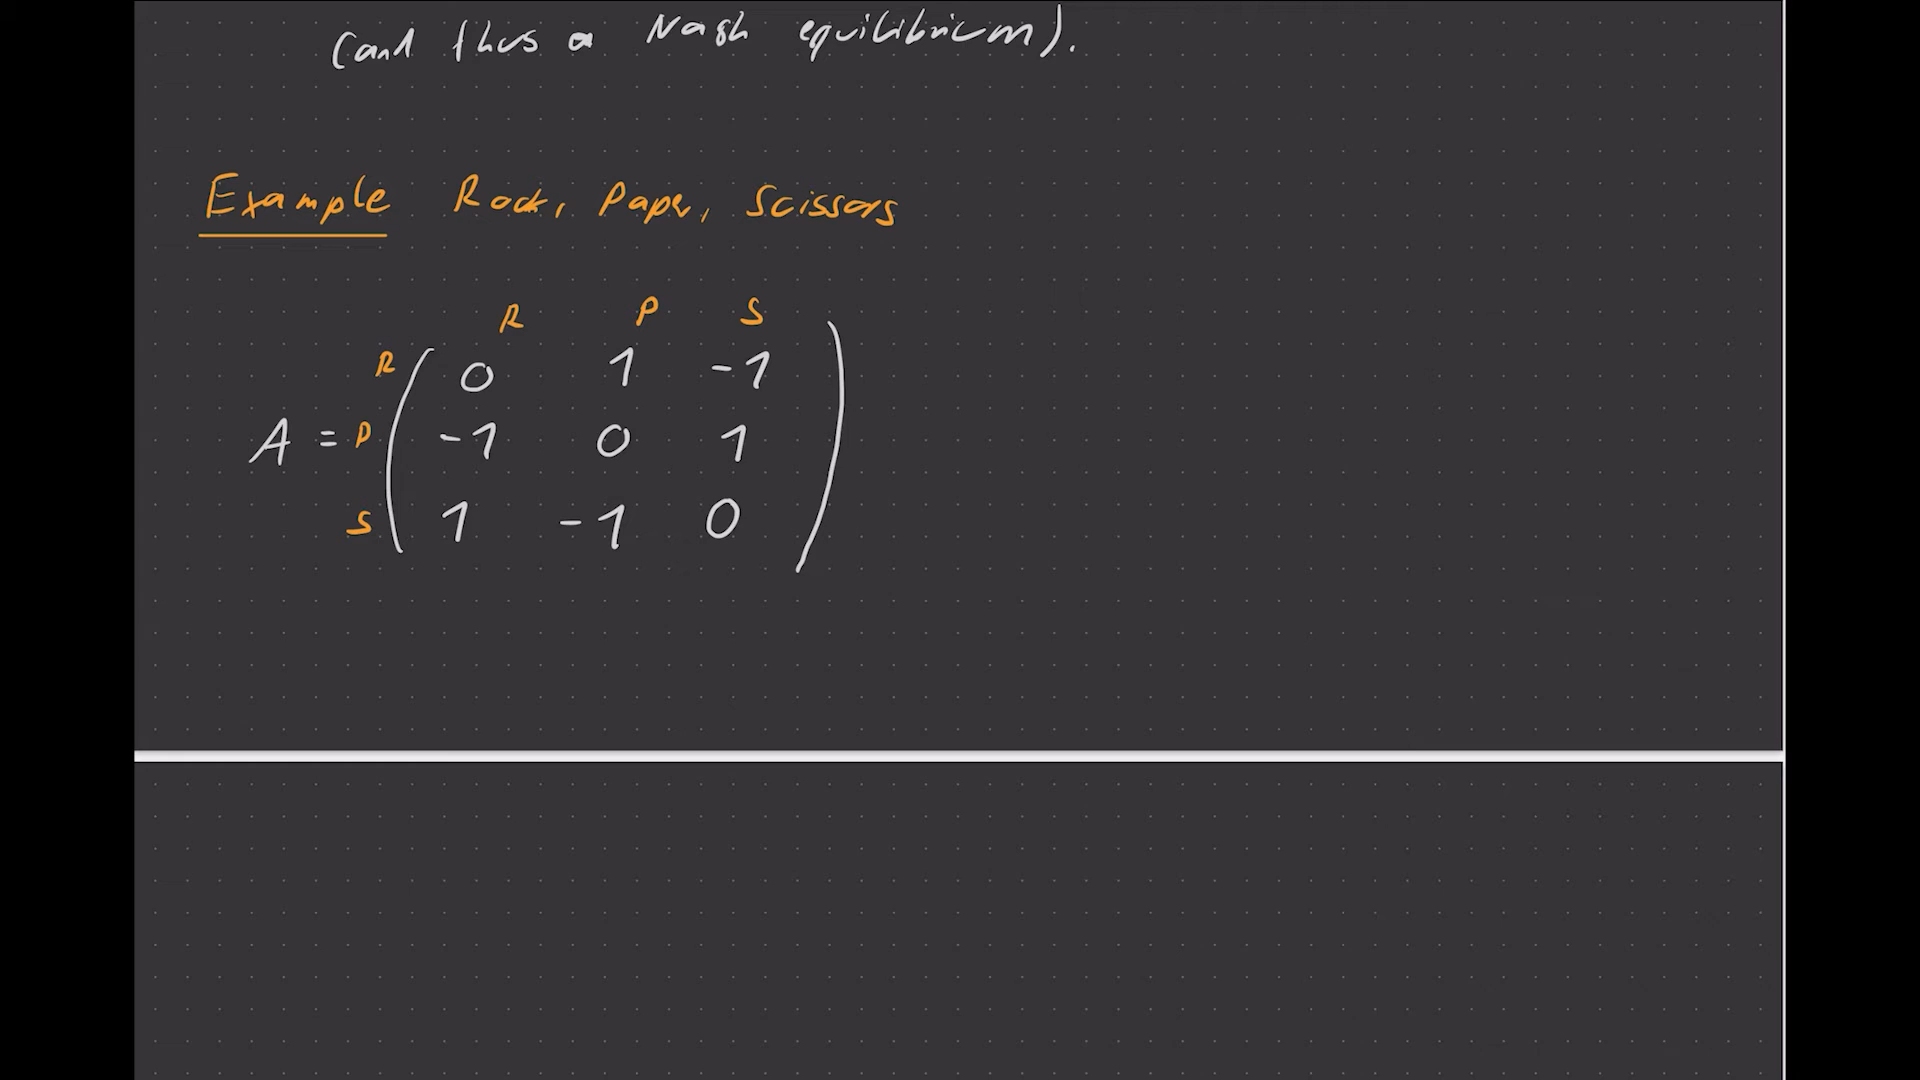 (and thus a Nash equilibrium).
Example Rock, Paper, Scissors
R P S
R 0 1 -1
A = P -1 0 1
S 1 -1 0